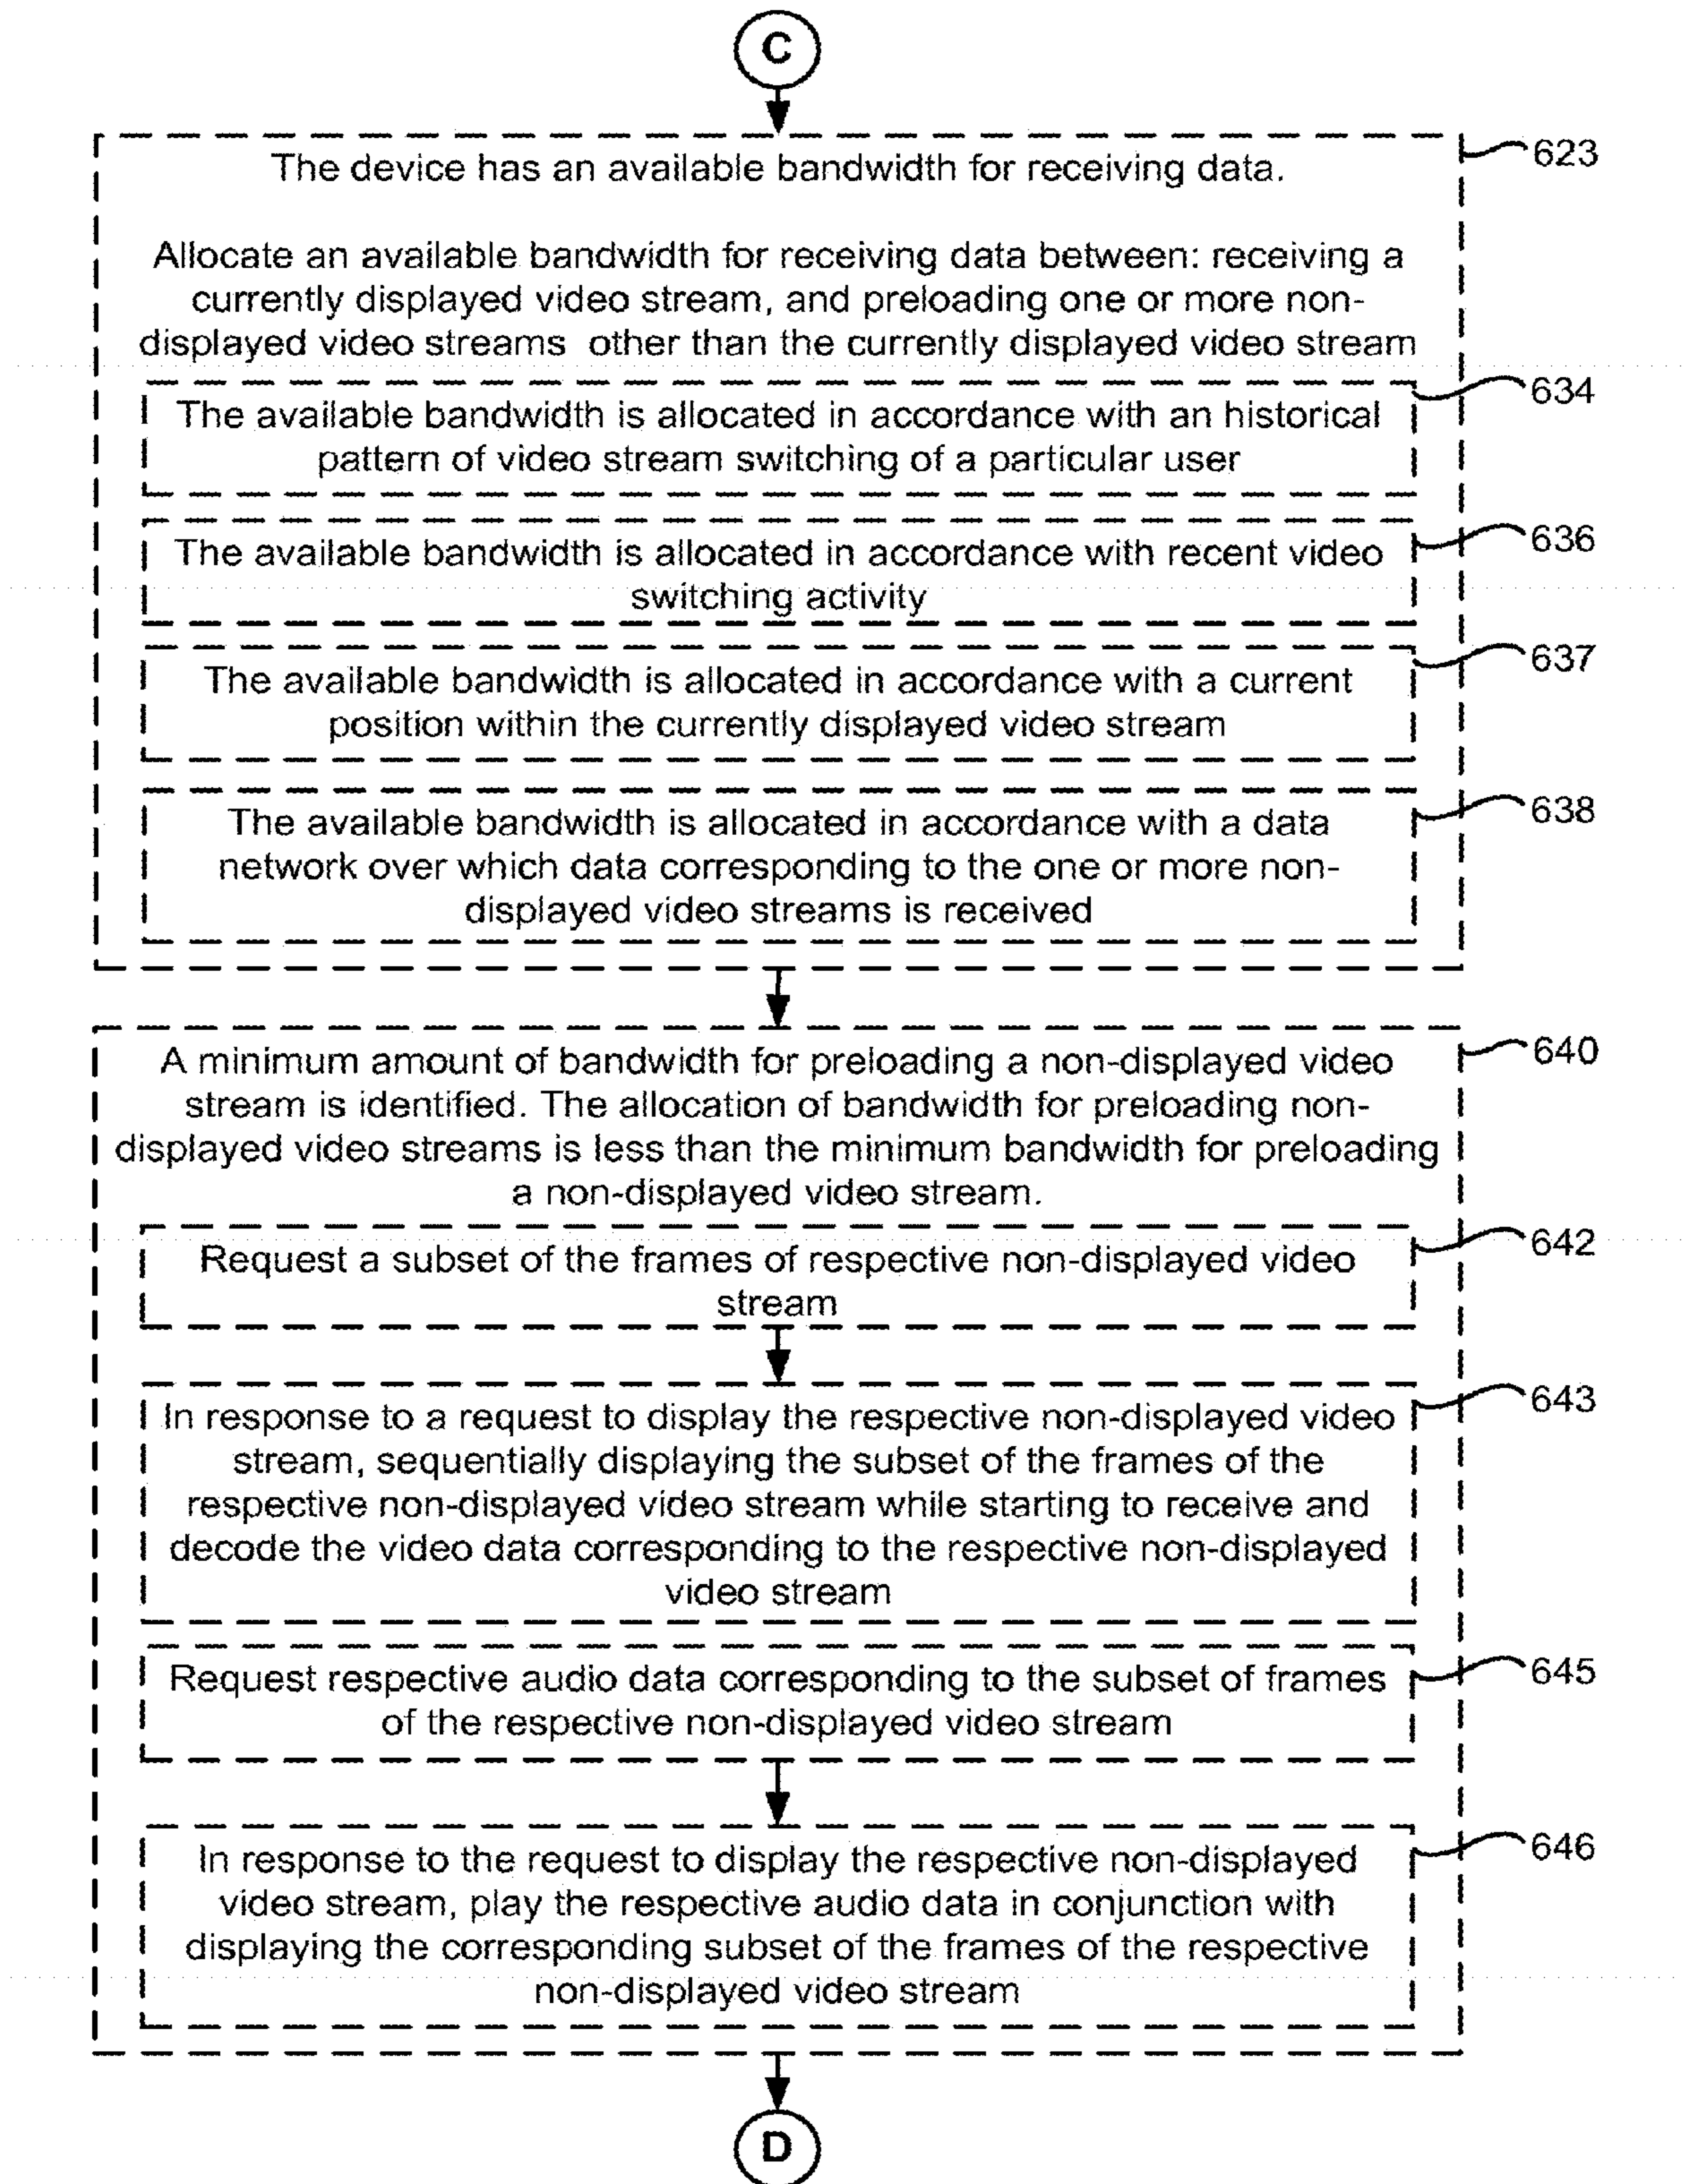 C
623
The device has an available bandwidth for receiving data.
Allocate an available bandwidth for receiving data between: receiving a
currently displayed video stream, and preloading one or more non-
displayed video streams other than the currently displayed video stream
634
The available bandwidth is allocated in accordance with an historical
pattern of video stream switching of a particular user
636
The available bandwidth is allocated in accordance with recent video
switching activity
637
The available bandwidth is allocated in accordance with a current
position within the currently displayed video stream
638
The available bandwidth is allocated in accordance with a data
network over which data corresponding to the one or more non-
displayed video streams is received
640
A minimum amount of bandwidth for preloading a non-displayed video
stream is identified. The allocation of bandwidth for preloading non-
displayed video streams is less than the minimum bandwidth for preloading
a non-displayed video stream.
642
Request a subset of the frames of respective non-displayed video
stream
643
In response to a request to display the respective non-displayed video
stream, sequentially displaying the subset of the frames of the
respective non-displayed video stream while starting to receive and
decode the video data corresponding to the respective non-displayed
video stream
645
Request respective audio data corresponding to the subset of frames
of the respective non-displayed video stream
646
In response to the request to display the respective non-displayed
video stream, play the respective audio data in conjunction with
displaying the corresponding subset of the frames of the respective
non-displayed video stream
D